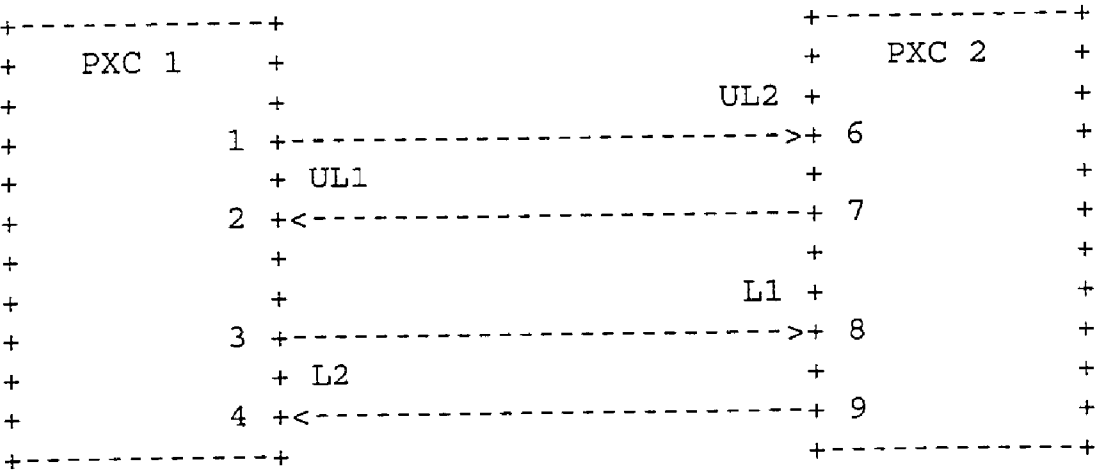 +-------------+ +-------------+
+ PXC 1 + + PXC 2 +
+ + UL2 + +
+ 1 +----------------------->+ 6 +
+ + UL1 + +
+ 2 +<-----------------------+ 7 +
+ + + +
+ + L1 + +
+ 3 +----------------------->+ 8 +
+ + L2 + +
+ 4 +<-----------------------+ 9 +
+-------------+ +-------------+